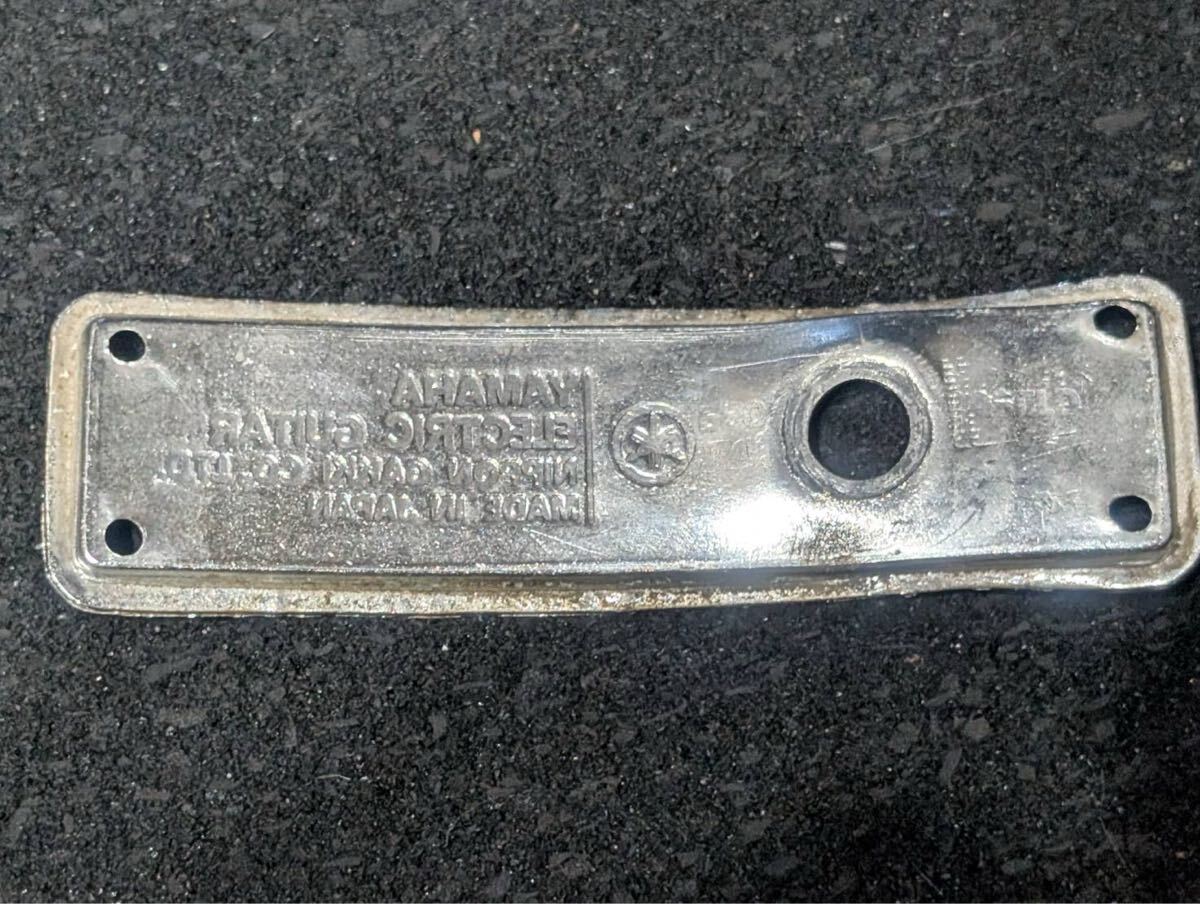 YAMAHA
ELECTRIC GUITAR
NIPPON GAKKI CO.,LTD.
MADE IN JAPAN